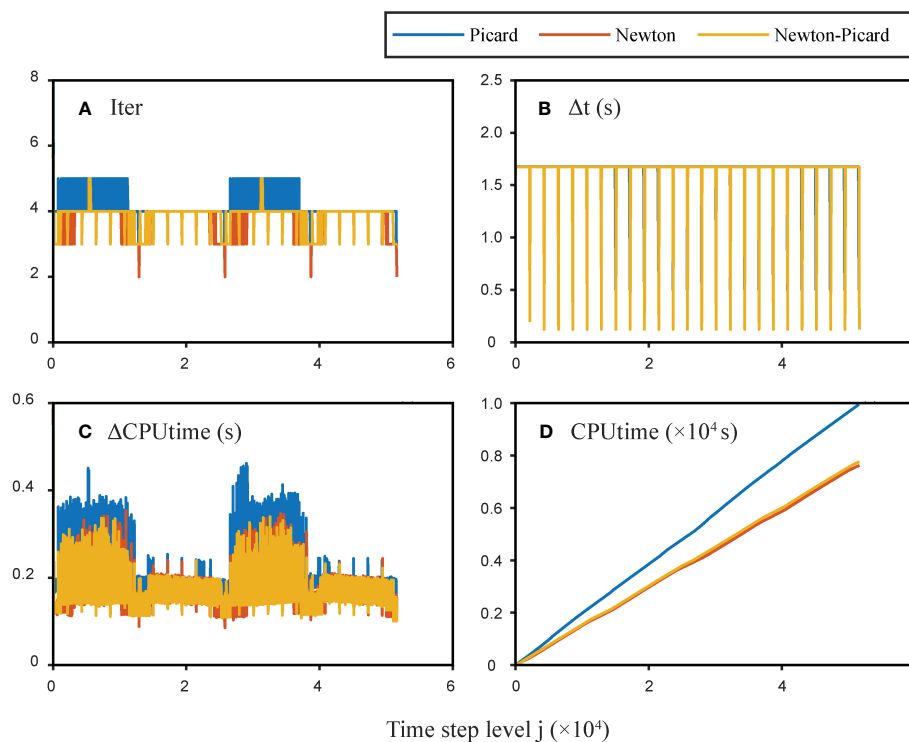 Picard Newton Newton-Picard
A Iter
8
6
4
2
0
0 2 4 6
B Δt (s)
2.5
2.0
1.5
1.0
0.5
0
0 2 4 6
C ΔCPUtime (s)
0.6
0.4
0.2
0
0 2 4 6
D CPUtime (×10⁴ s)
1.0
0.8
0.6
0.4
0.2
0
0 2 4 6
Time step level j (×10⁴)